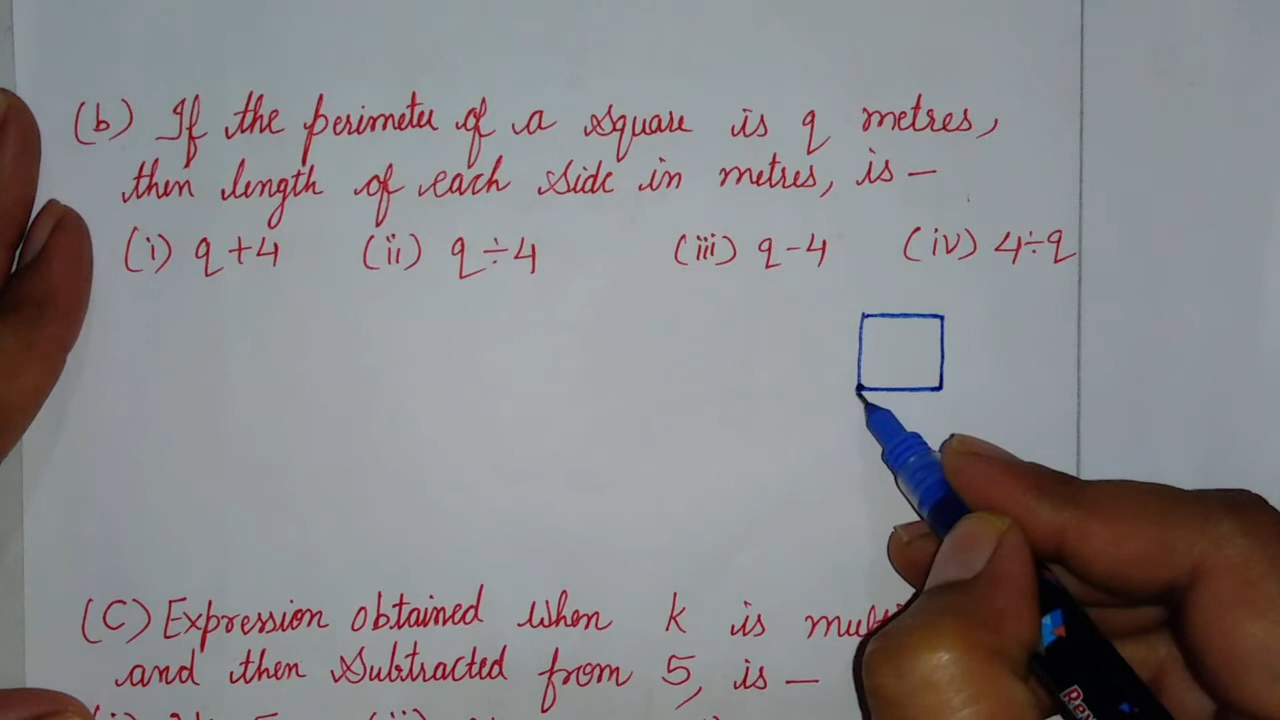 (b) If the perimeter of a square is q metres,
then length of each side in metres, is –
(i) q+4 (ii) q÷4 (iii) q-4 (iv) 4÷q
(C) Expression obtained when k is
and then subtracted from 5, is –